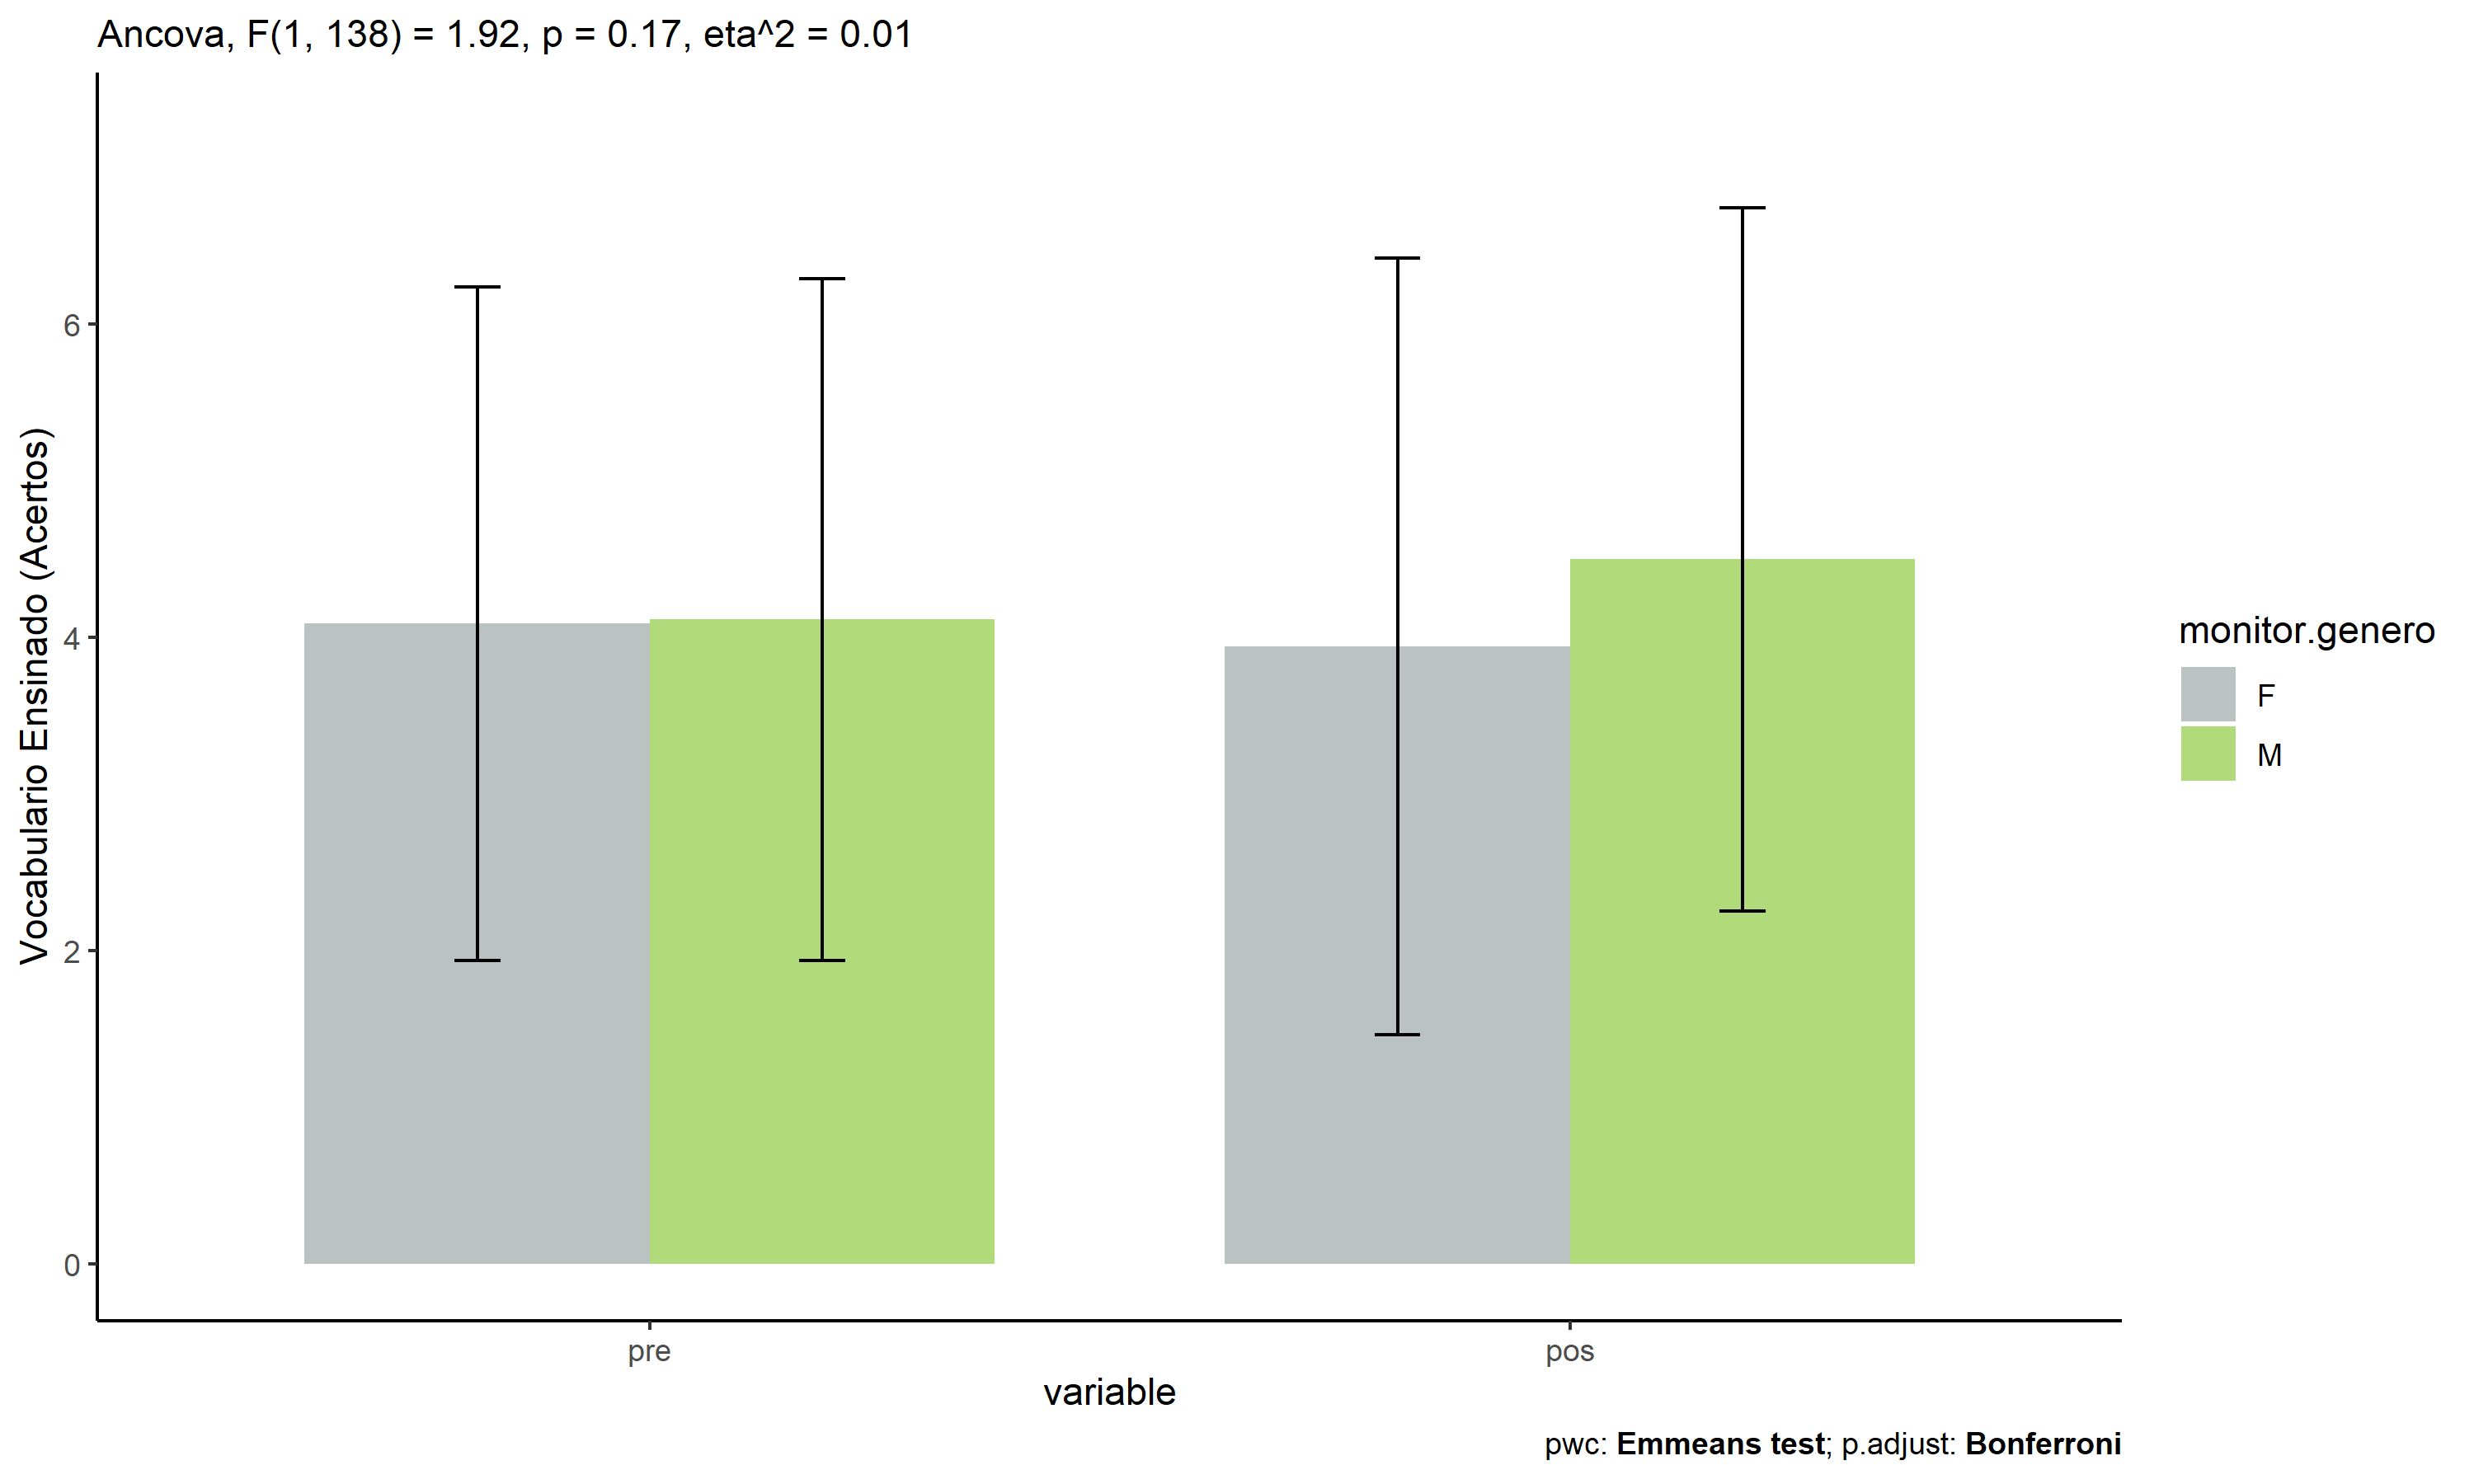 Ancova, F(1, 138) = 1.92, p = 0.17, eta^2 = 0.01
Vocabulario Ensinado (Acertos)
6
4
2
0
pre
pos
variable
monitor.genero
F
M
pwc: Emmeans test; p.adjust: Bonferroni